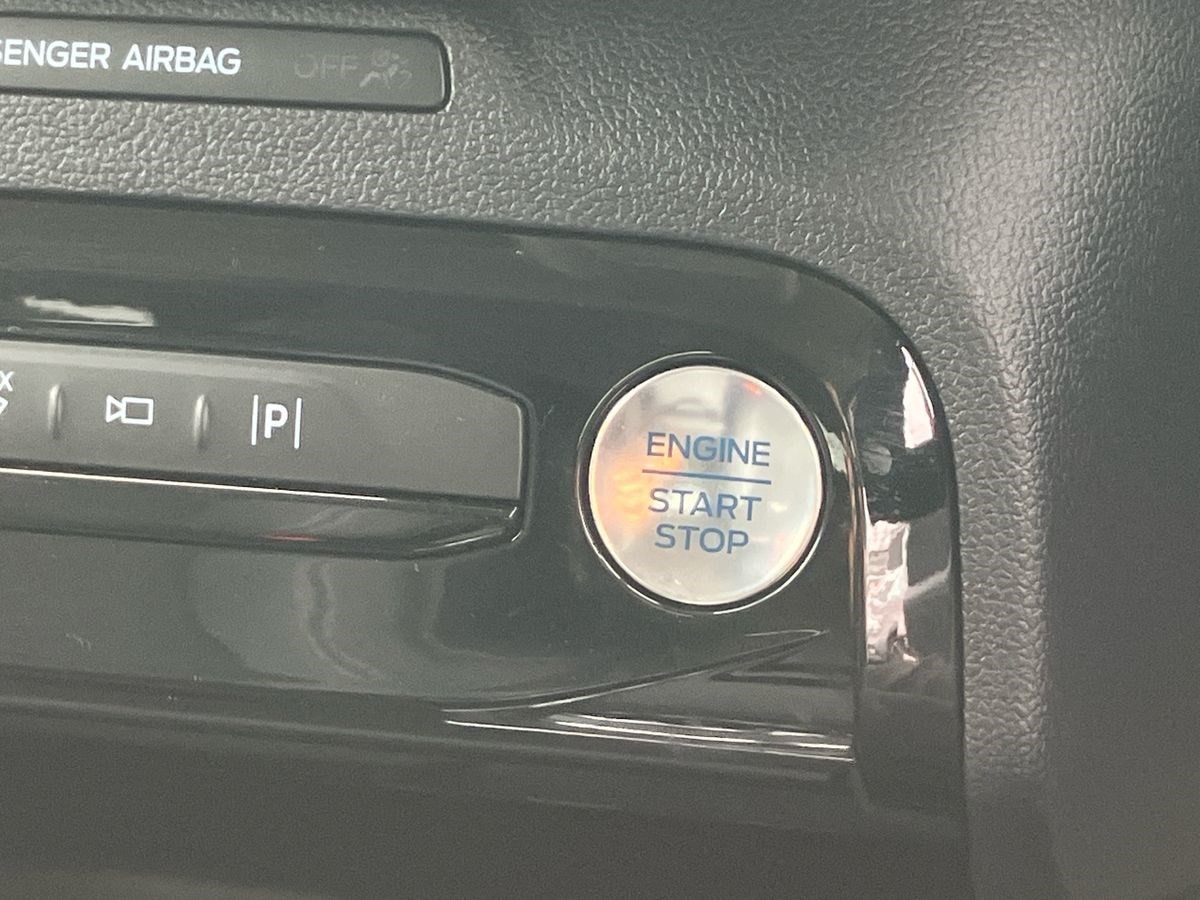 SENGER AIRBAG OFF
X
|P|
ENGINE
START
STOP